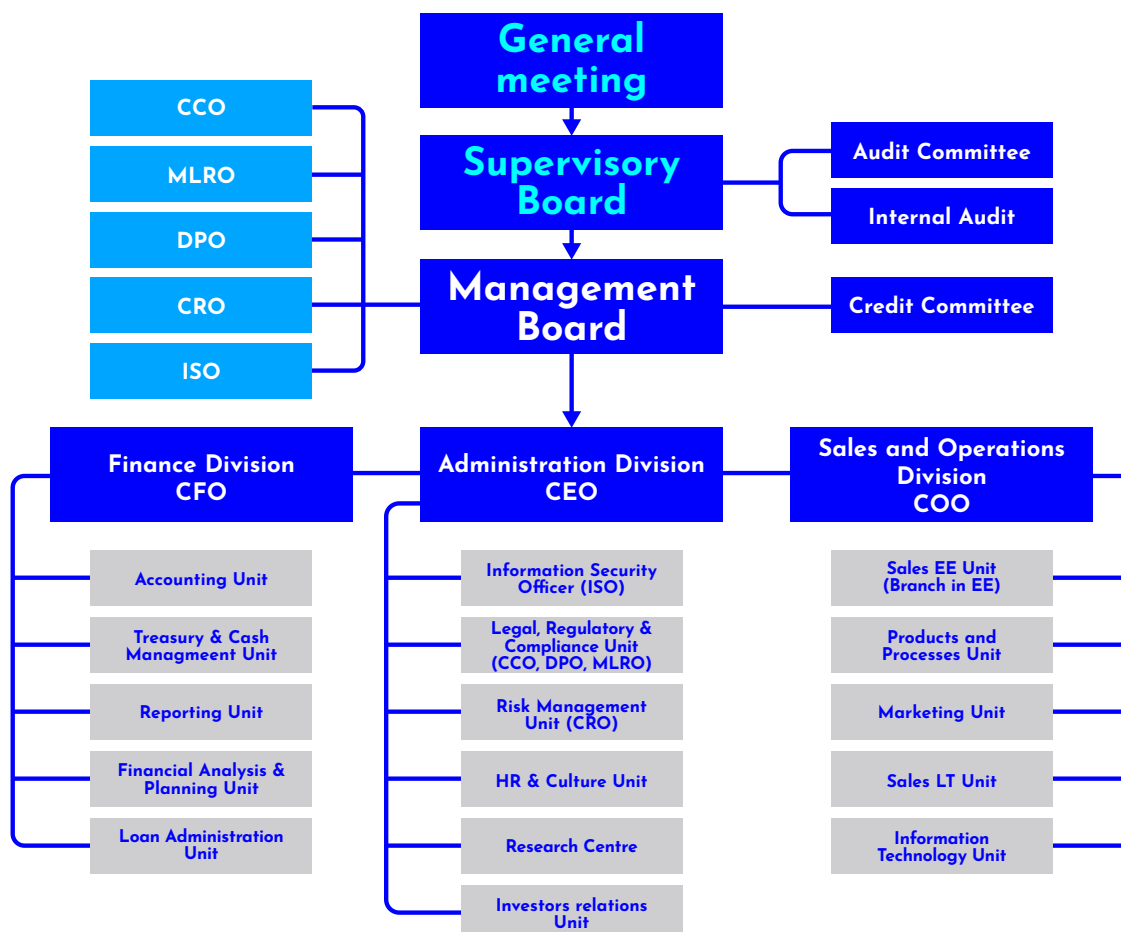 General
meeting
CCO
MLRO
DPO
CRO
ISO
Supervisory
Board
Audit Committee
Internal Audit
Management
Board
Credit Committee
Finance Division
CFO
Administration Division
CEO
Sales and Operations
Division
COO
Accounting Unit
Treasury & Cash
Managmeent Unit
Reporting Unit
Financial Analysis &
Planning Unit
Loan Administration
Unit
Information Security
Officer (ISO)
Legal, Regulatory &
Compliance Unit
(CCO, DPO, MLRO)
Risk Management
Unit (CRO)
HR & Culture Unit
Research Centre
Investors relations
Unit
Sales EE Unit
(Branch in EE)
Products and
Processes Unit
Marketing Unit
Sales LT Unit
Information
Technology Unit